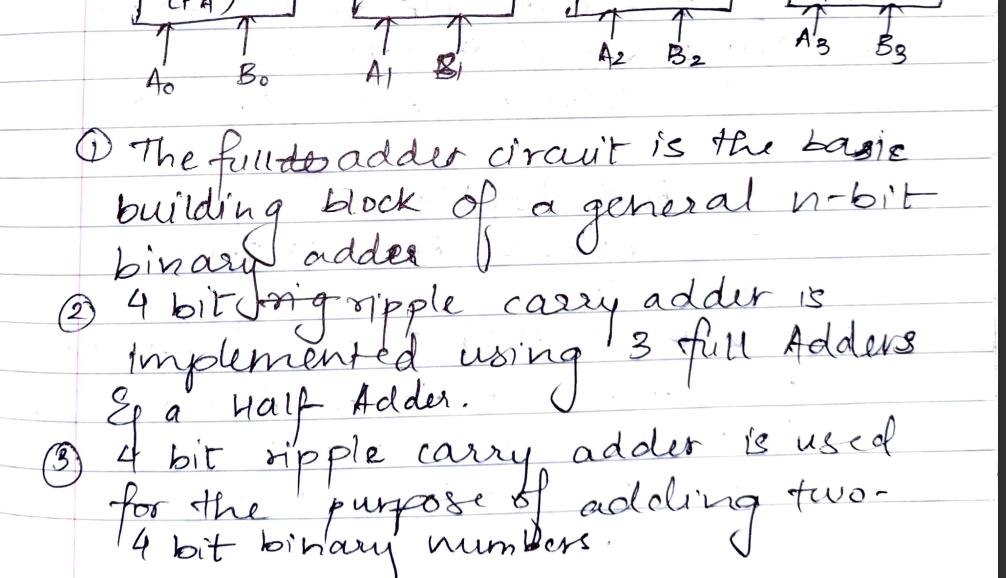 (FA)
A0 B0 A1 B1 A2 B2 A3 B3
① The full adder circuit is the basic
building block of a general n-bit
binary adder
② 4 bit ripple carry adder is
implemented using 3 full Adders
& a Half Adder.
③ 4 bit ripple carry adder is used
for the purpose of adding two-
4 bit binary numbers.